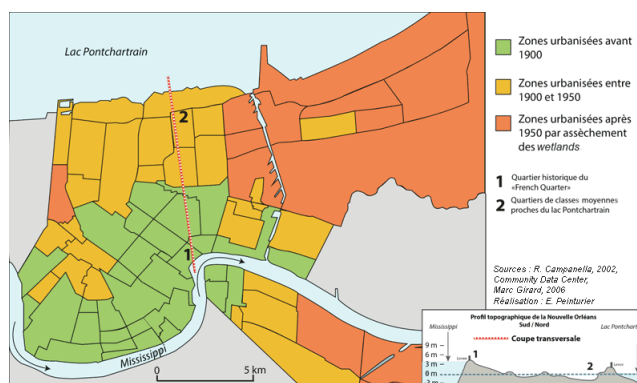 Lac Pontchartrain
2
1
Mississippi
0
5 km
Zones urbanisées avant
1900
Zones urbanisées entre
1900 et 1950
Zones urbanisées après
1950 par assèchement
des wetlands
1 Quartier historique du
«French Quarter»
2 Quartiers de classes moyennes
proches du lac Pontchartrain
Sources : R. Campanella, 2002,
Community Data Center,
Marc Girard, 2006
Réalisation : E. Peinturier
Profil topographique de la Nouvelle Orléans
Sud / Nord
Mississippi
Lac
Coupe transversale
9 m
6 m
3 m
0 m
1
2